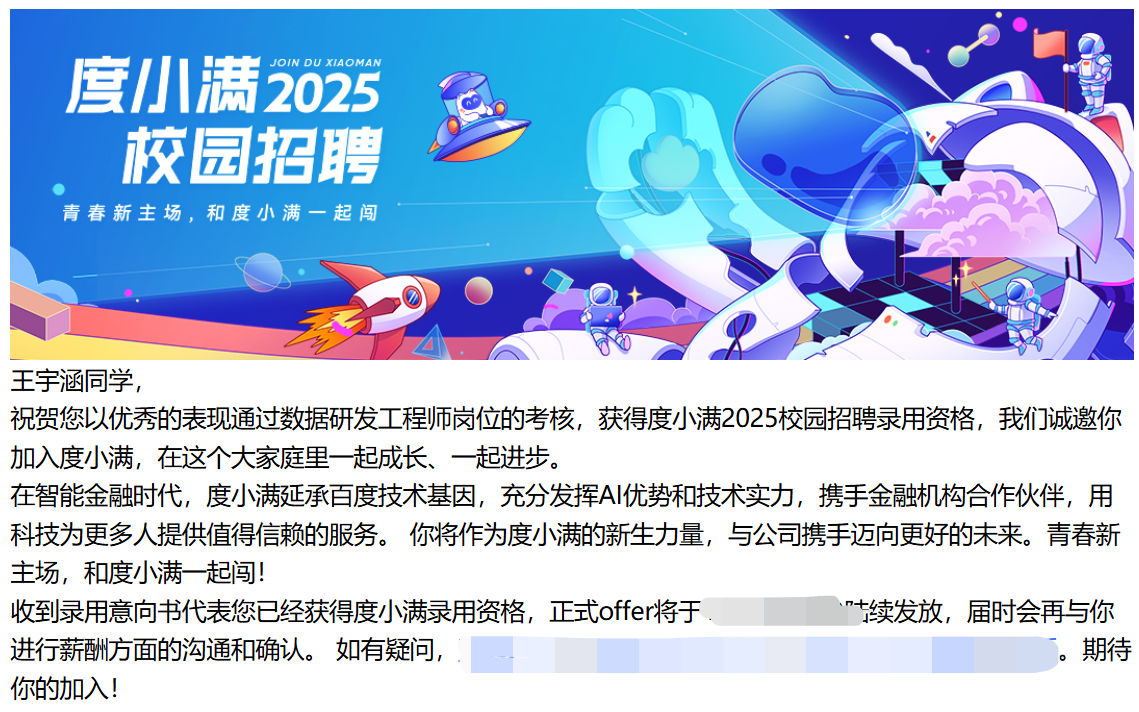 JOIN DU XIAOMAN
度小满2025
校园招聘
青春新主场,和度小满一起闯
王宇涵同学，
祝贺您以优秀的表现通过数据研发工程师岗位的考核，获得度小满2025校园招聘录用资格，我们诚邀你
加入度小满，在这个大家庭里一起成长、一起进步。
在智能金融时代，度小满延承百度技术基因，充分发挥AI优势和技术实力，携手金融机构合作伙伴，用
科技为更多人提供值得信赖的服务。 你将作为度小满的新生力量，与公司携手迈向更好的未来。青春新
主场，和度小满一起闯！
收到录用意向书代表您已经获得度小满录用资格，正式offer将于陆续发放，届时会再与你
进行薪酬方面的沟通和确认。 如有疑问，。期待
你的加入！